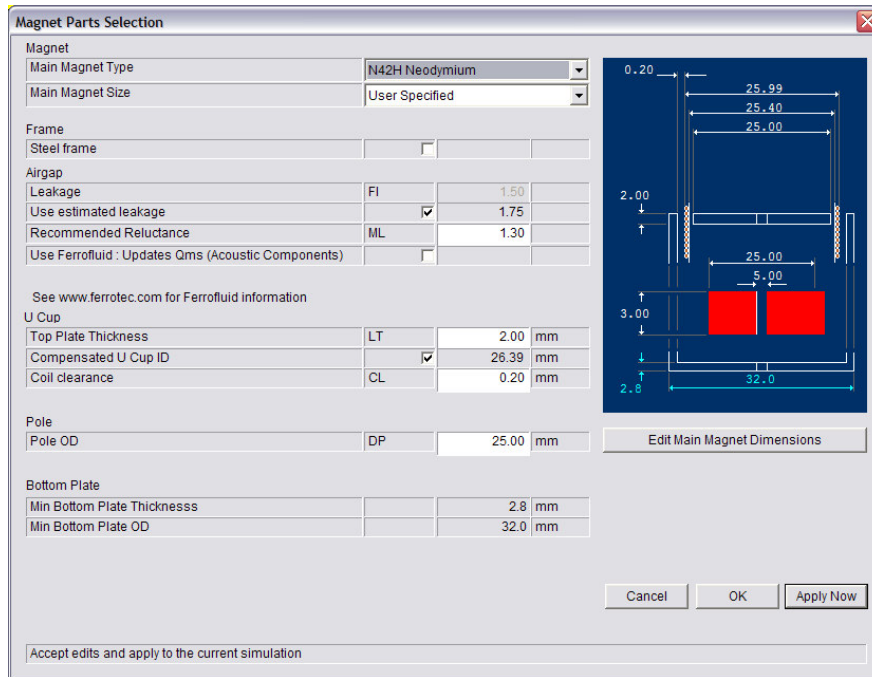 Magnet Parts Selection
Magnet
Main Magnet Type N42H Neodymium
Main Magnet Size User Specified
Frame
Steel frame
Airgap
Leakage FI 1.50
Use estimated leakage 1.75
Recommended Reluctance ML 1.30
Use Ferrofluid : Updates Qms (Acoustic Components)
See www.ferrotec.com for Ferrofluid information
U Cup
Top Plate Thickness LT 2.00 mm
Compensated U Cup ID 26.39 mm
Coil clearance CL 0.20 mm
Pole
Pole OD DP 25.00 mm
Bottom Plate
Min Bottom Plate Thicknesss 2.8 mm
Min Bottom Plate OD 32.0 mm
0.20
25.99
25.40
25.00
2.00
25.00
5.00
3.00
32.0
2.8
Edit Main Magnet Dimensions
Cancel OK Apply Now
Accept edits and apply to the current simulation